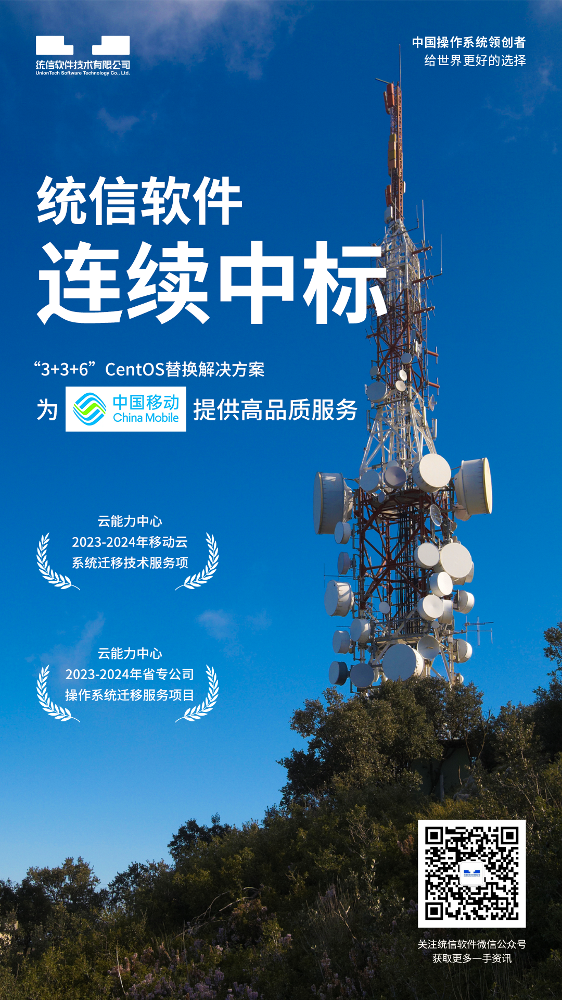 统信软件技术有限公司
UnionTech Software Technology Co., Ltd.
中国操作系统领创者
给世界更好的选择
统信软件
连续中标
“3+3+6”CentOS替换解决方案
为 中国移动 China Mobile 提供高品质服务
云能力中心
2023-2024年移动云
系统迁移技术服务项
云能力中心
2023-2024年省专公司
操作系统迁移服务项目
关注统信软件微信公众号
获取更多一手资讯